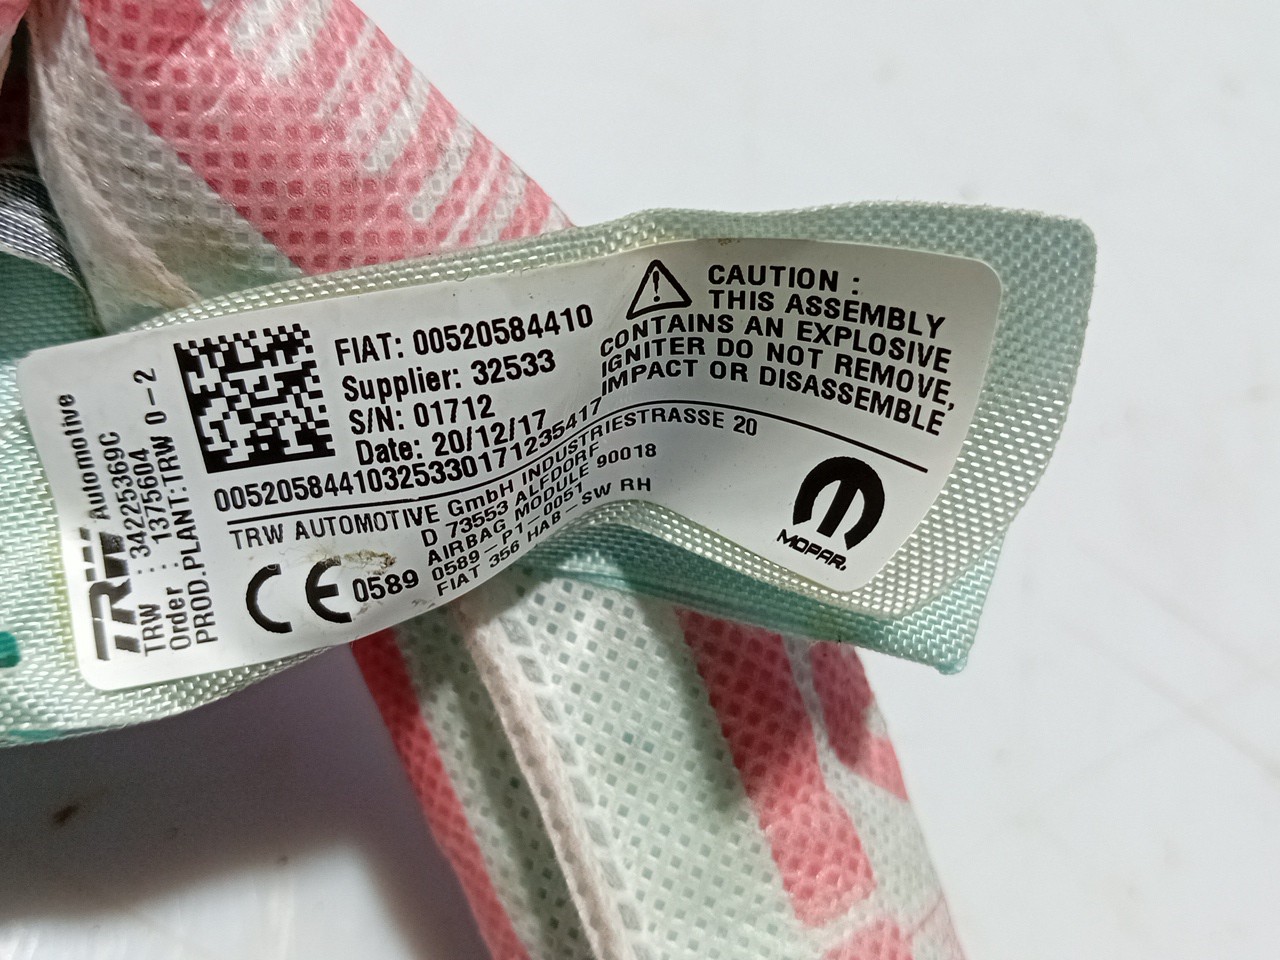 TRW Automotive
TRW : 34225369C
Order : 1375604
PROD.PLANT:TRW 0-2
FIAT: 00520584410
Supplier: 32533
S/N: 01712
Date: 20/12/17
00520584410325330171235417
CAUTION :
THIS ASSEMBLY
CONTAINS AN EXPLOSIVE
IGNITER DO NOT REMOVE,
IMPACT OR DISASSEMBLE
TRW AUTOMOTIVE GmbH INDUSTRIESTRASSE 20
D 73553 ALFDORF
AIRBAG MODULE 90018
0589-P1-0051
FIAT 356 HAB-SW RH
CE 0589
MOPAR.